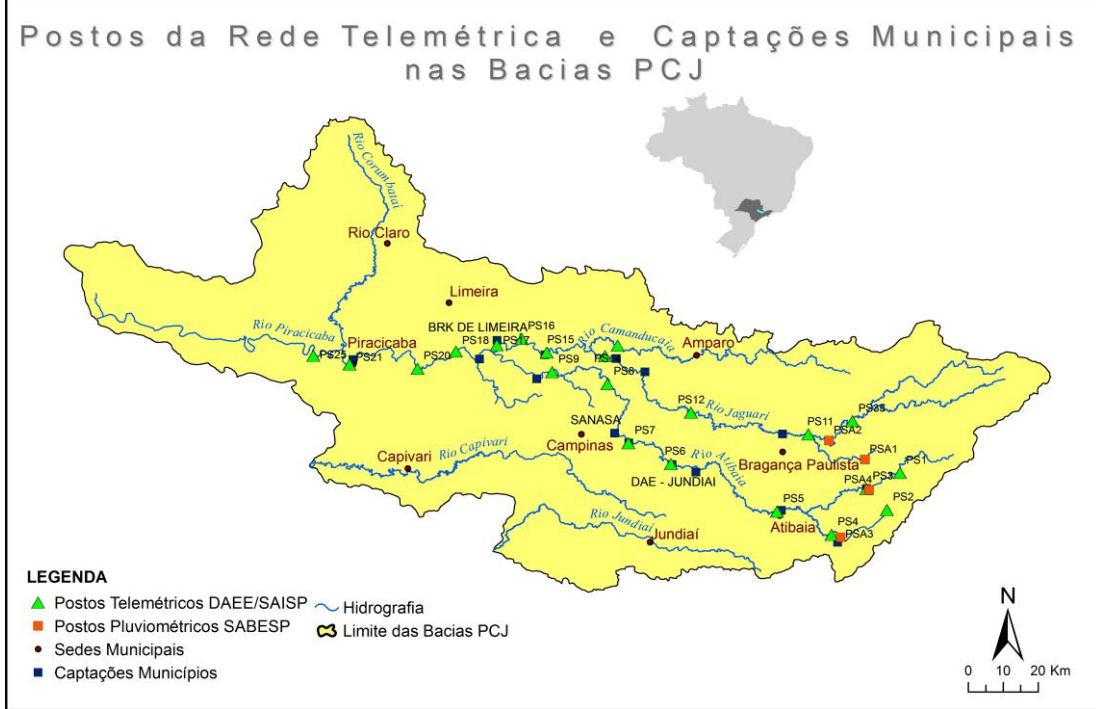 Postos da Rede Telemétrica e Captações Municipais
nas Bacias PCJ
Rio Corumbataí
Rio Claro
Limeira
BRK DE LIMEIRA
PS16
Rio Piracicaba
Piracicaba
PS18
PS17
PS15
Rio Camanducaia
Amparo
PS25
PS21
PS20
PS9
PS8
PS12
Rio Jaguari
PS35
PS11
PSA2
SANASA
PS7
Campinas
Rio Capivari
Capivari
PS6
Rio Atibaia
Bragança Paulista
PSA1
PS1
PS3
PSA4
DAE - JUNDIAI
PS2
PS5
Rio Jundiaí
Atibaia
PS4
PSA3
Jundiaí
LEGENDA
Postos Telemétricos DAEE/SAISP
Hidrografia
Postos Pluviométricos SABESP
Limite das Bacias PCJ
Sedes Municipais
Captações Municípios
N
0 10 20 Km